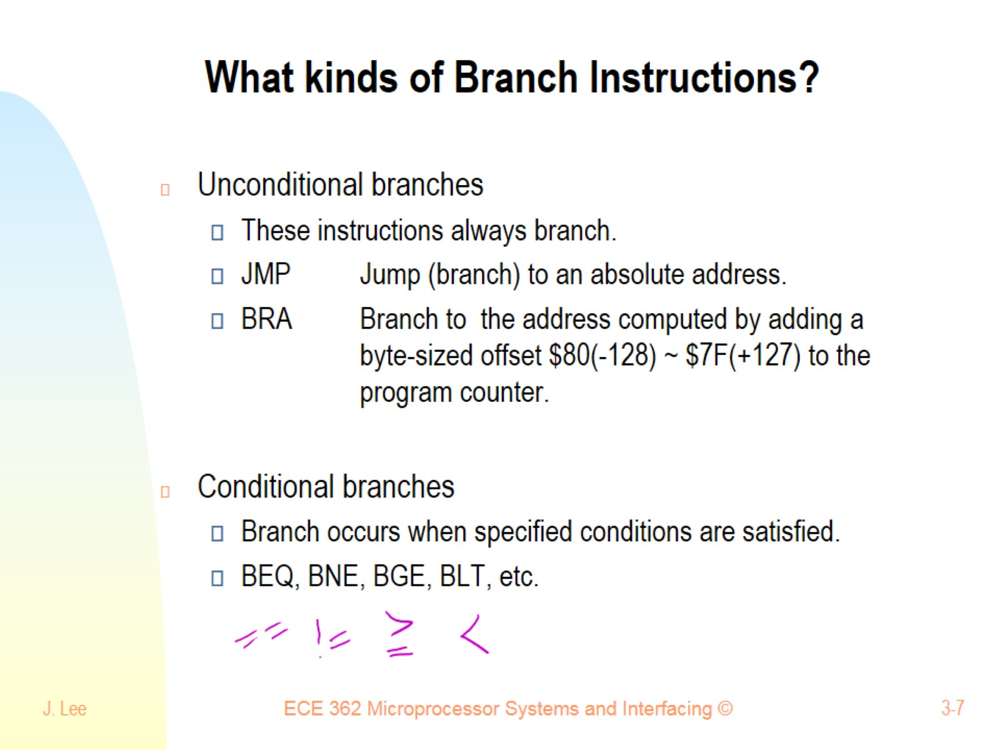 What kinds of Branch Instructions?
Unconditional branches
These instructions always branch.
JMP Jump (branch) to an absolute address.
BRA Branch to the address computed by adding a
byte-sized offset $80(-128) ~ $7F(+127) to the
program counter.
Conditional branches
Branch occurs when specified conditions are satisfied.
BEQ, BNE, BGE, BLT, etc.
== != ≥ <
J. Lee ECE 362 Microprocessor Systems and Interfacing © 3-7